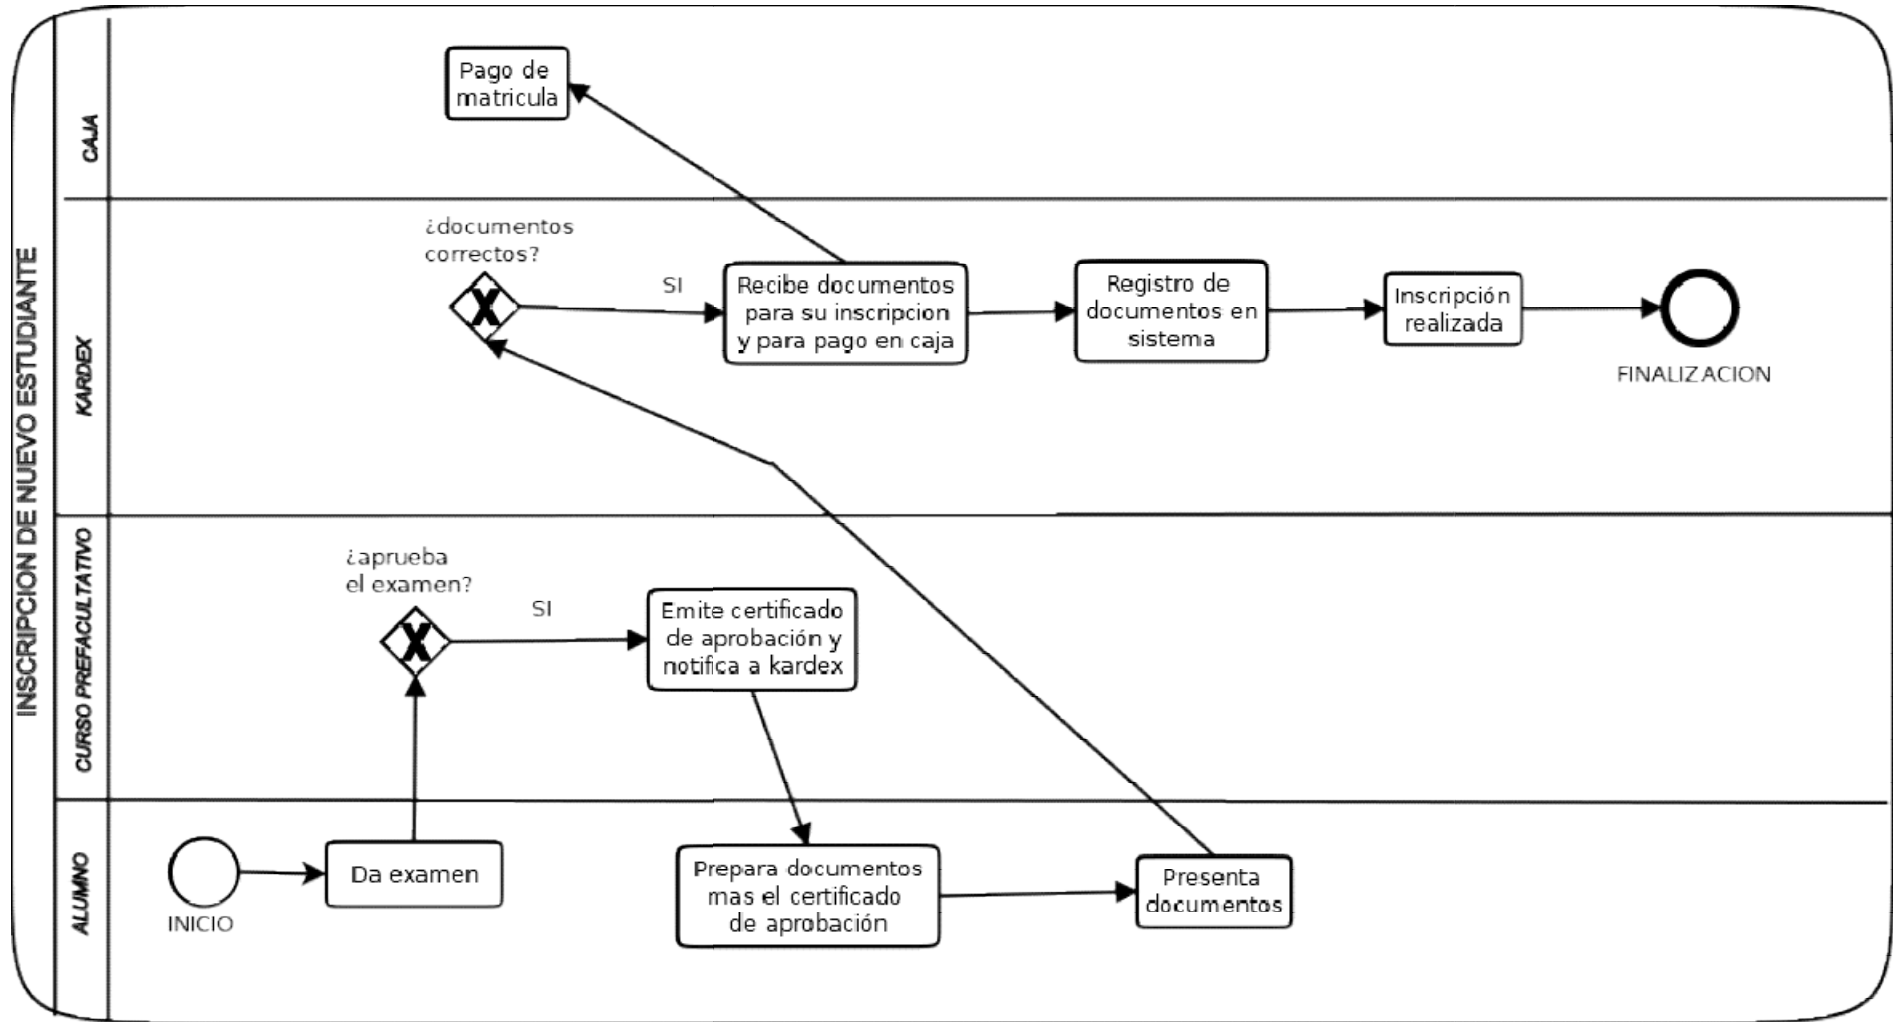 INSCRIPCION DE NUEVO ESTUDIANTE
CAJA
Pago de
matricula
KARDEX
¿documentos
correctos?
SI
Recibe documentos
para su inscripcion
y para pago en caja
Registro de
documentos en
sistema
Inscripción
realizada
FINALIZACION
CURSO PREFACULTATIVO
¿aprueba
el examen?
SI
Emite certificado
de aprobación y
notifica a kardex
ALUMNO
INICIO
Da examen
Prepara documentos
mas el certificado
de aprobación
Presenta
documentos